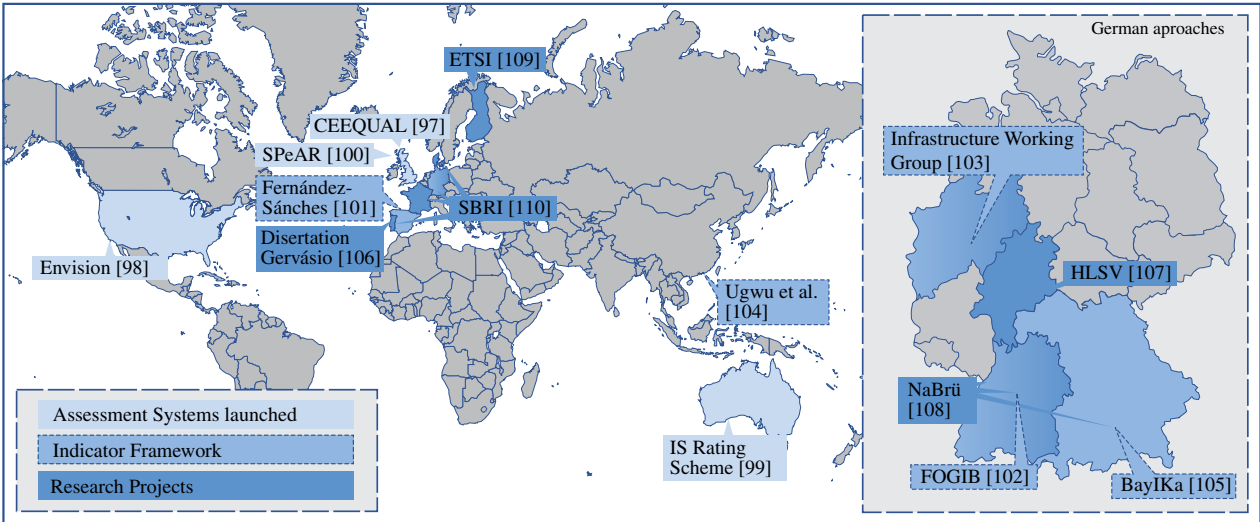 ETSI [109]
CEEQUAL [97]
SPeAR [100]
Fernández-
Sánches [101]
SBRI [110]
Disertation
Gervásio [106]
Envision [98]
Ugwu et al.
[104]
IS Rating
Scheme [99]
Assessment Systems launched
Indicator Framework
Research Projects
German aproaches
Infrastructure Working
Group [103]
HLSV [107]
NaBrü
[108]
FOGIB [102]
BayIKa [105]